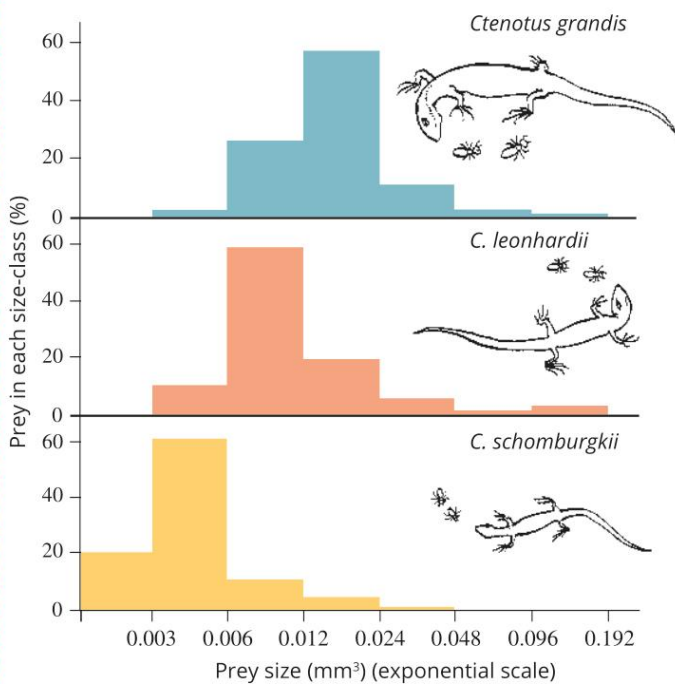 Ctenotus grandis
60
40
20
0
C. leonhardii
60
40
20
0
C. schomburgkii
60
40
20
0
Prey in each size-class (%)
0.003 0.006 0.012 0.024 0.048 0.096 0.192
Prey size (mm³) (exponential scale)